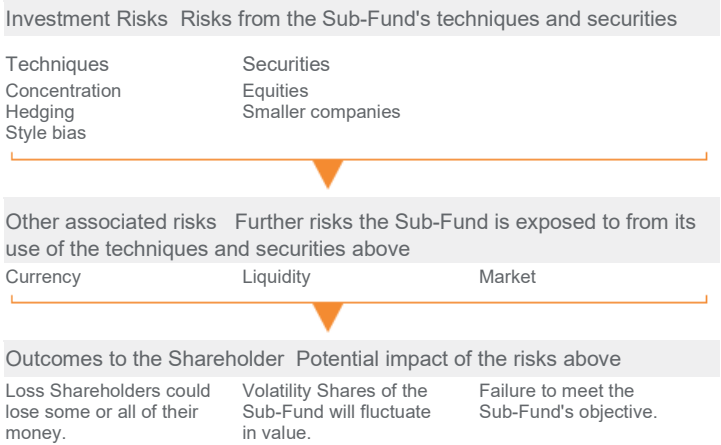 Investment Risks Risks from the Sub-Fund's techniques and securities
Techniques Securities
Concentration Equities
Hedging Smaller companies
Style bias
Other associated risks Further risks the Sub-Fund is exposed to from its
use of the techniques and securities above
Currency Liquidity Market
Outcomes to the Shareholder Potential impact of the risks above
Loss Shareholders could
lose some or all of their
money.
Volatility Shares of the
Sub-Fund will fluctuate
in value.
Failure to meet the
Sub-Fund's objective.